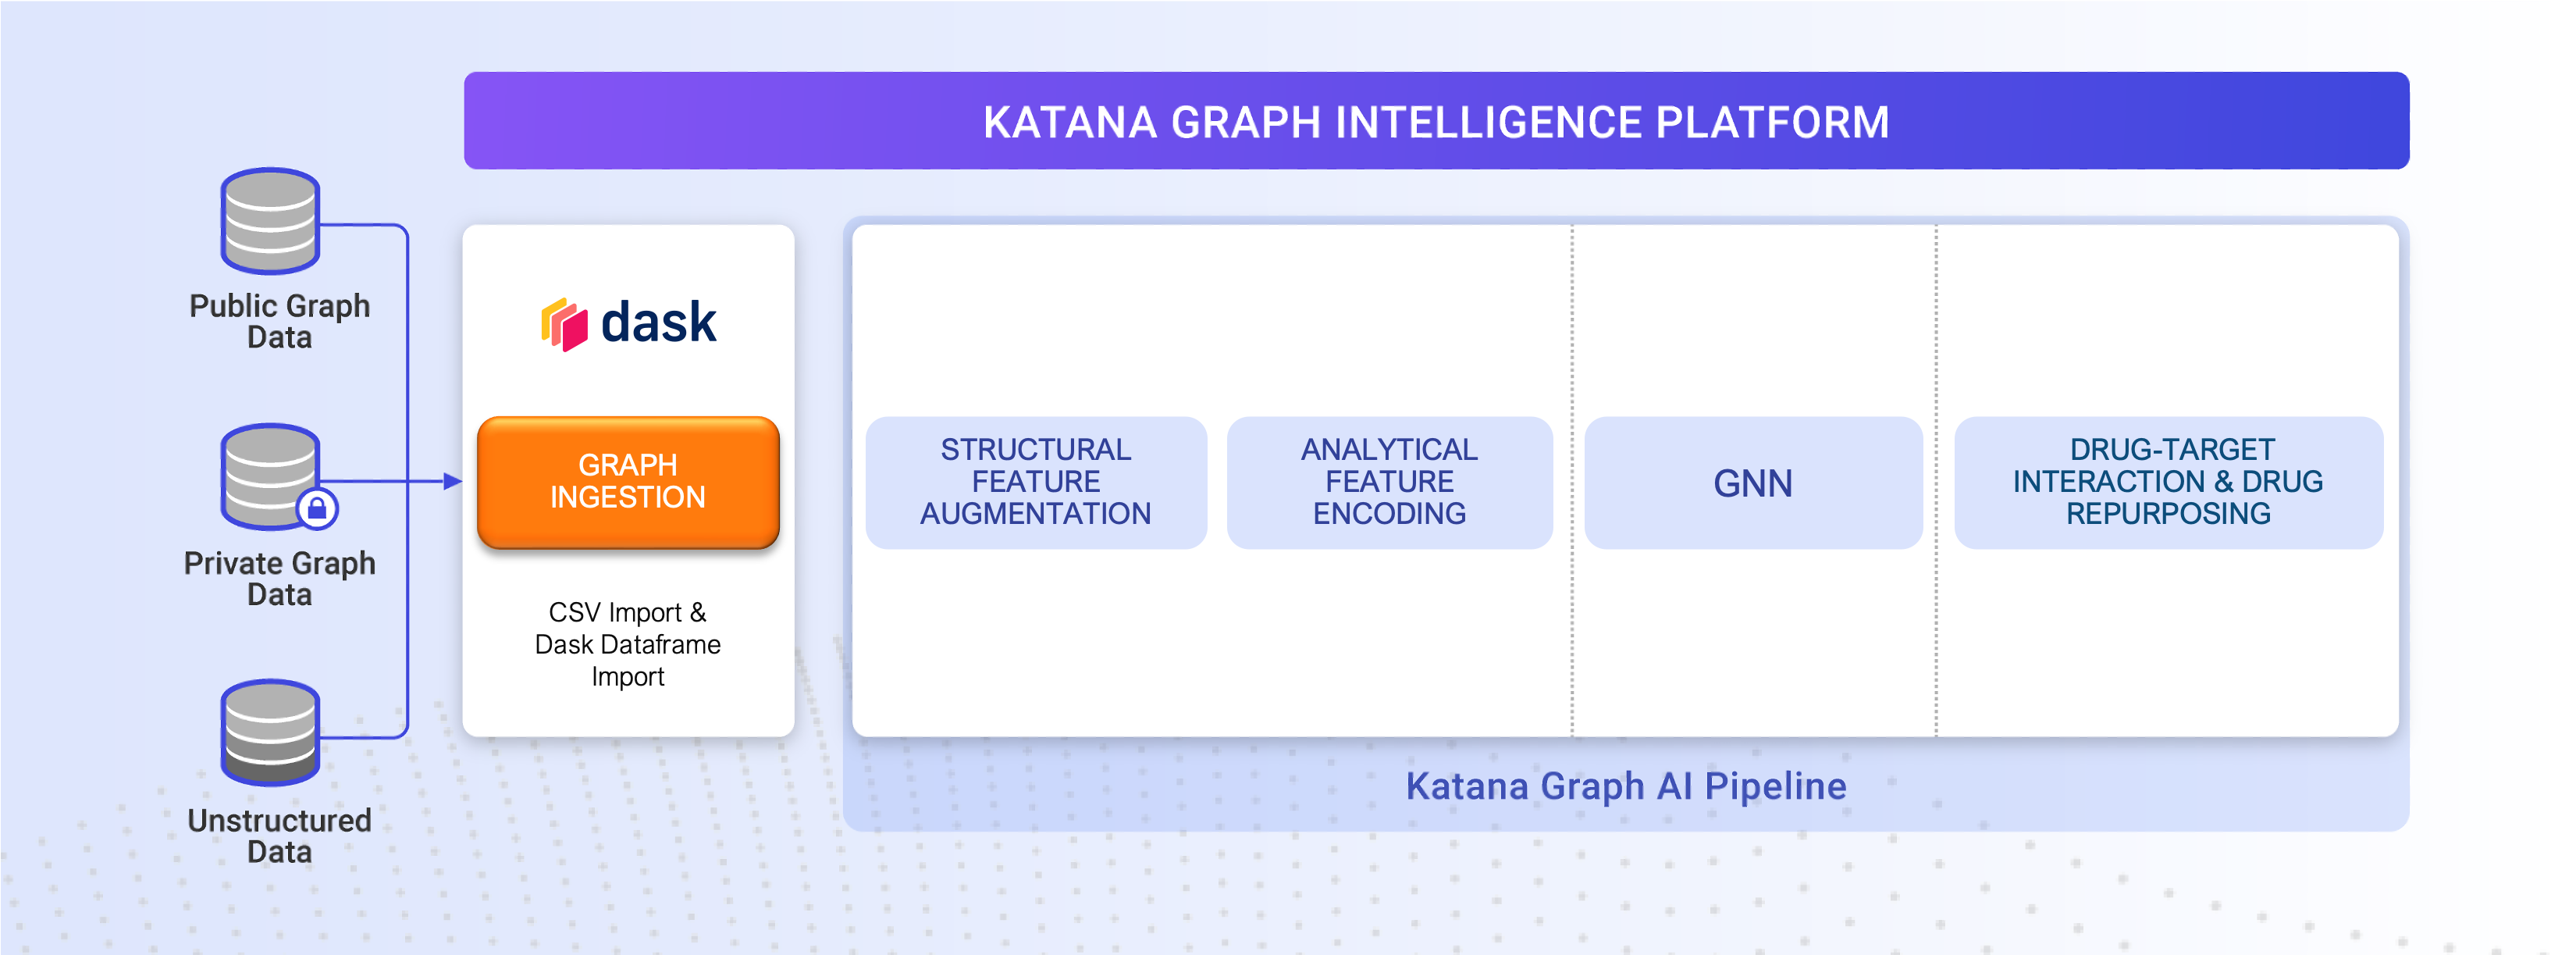 KATANA GRAPH INTELLIGENCE PLATFORM
Public Graph
Data
Private Graph
Data
Unstructured
Data
dask
GRAPH
INGESTION
CSV Import &
Dask Dataframe
Import
STRUCTURAL
FEATURE
AUGMENTATION
ANALYTICAL
FEATURE
ENCODING
GNN
DRUG-TARGET
INTERACTION & DRUG
REPURPOSING
Katana Graph AI Pipeline